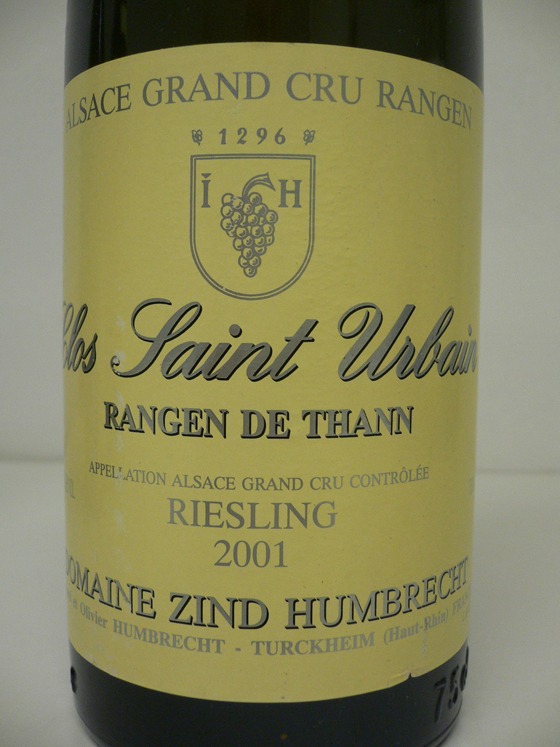 ALSACE GRAND CRU RANGEN
1296
I H
Clos Saint Urbain
RANGEN DE THANN
APPELLATION ALSACE GRAND CRU CONTRÔLÉE
RIESLING
2001
DOMAINE ZIND HUMBRECHT
et Olivier HUMBRECHT - TURCKHEIM (Haut-Rhin)